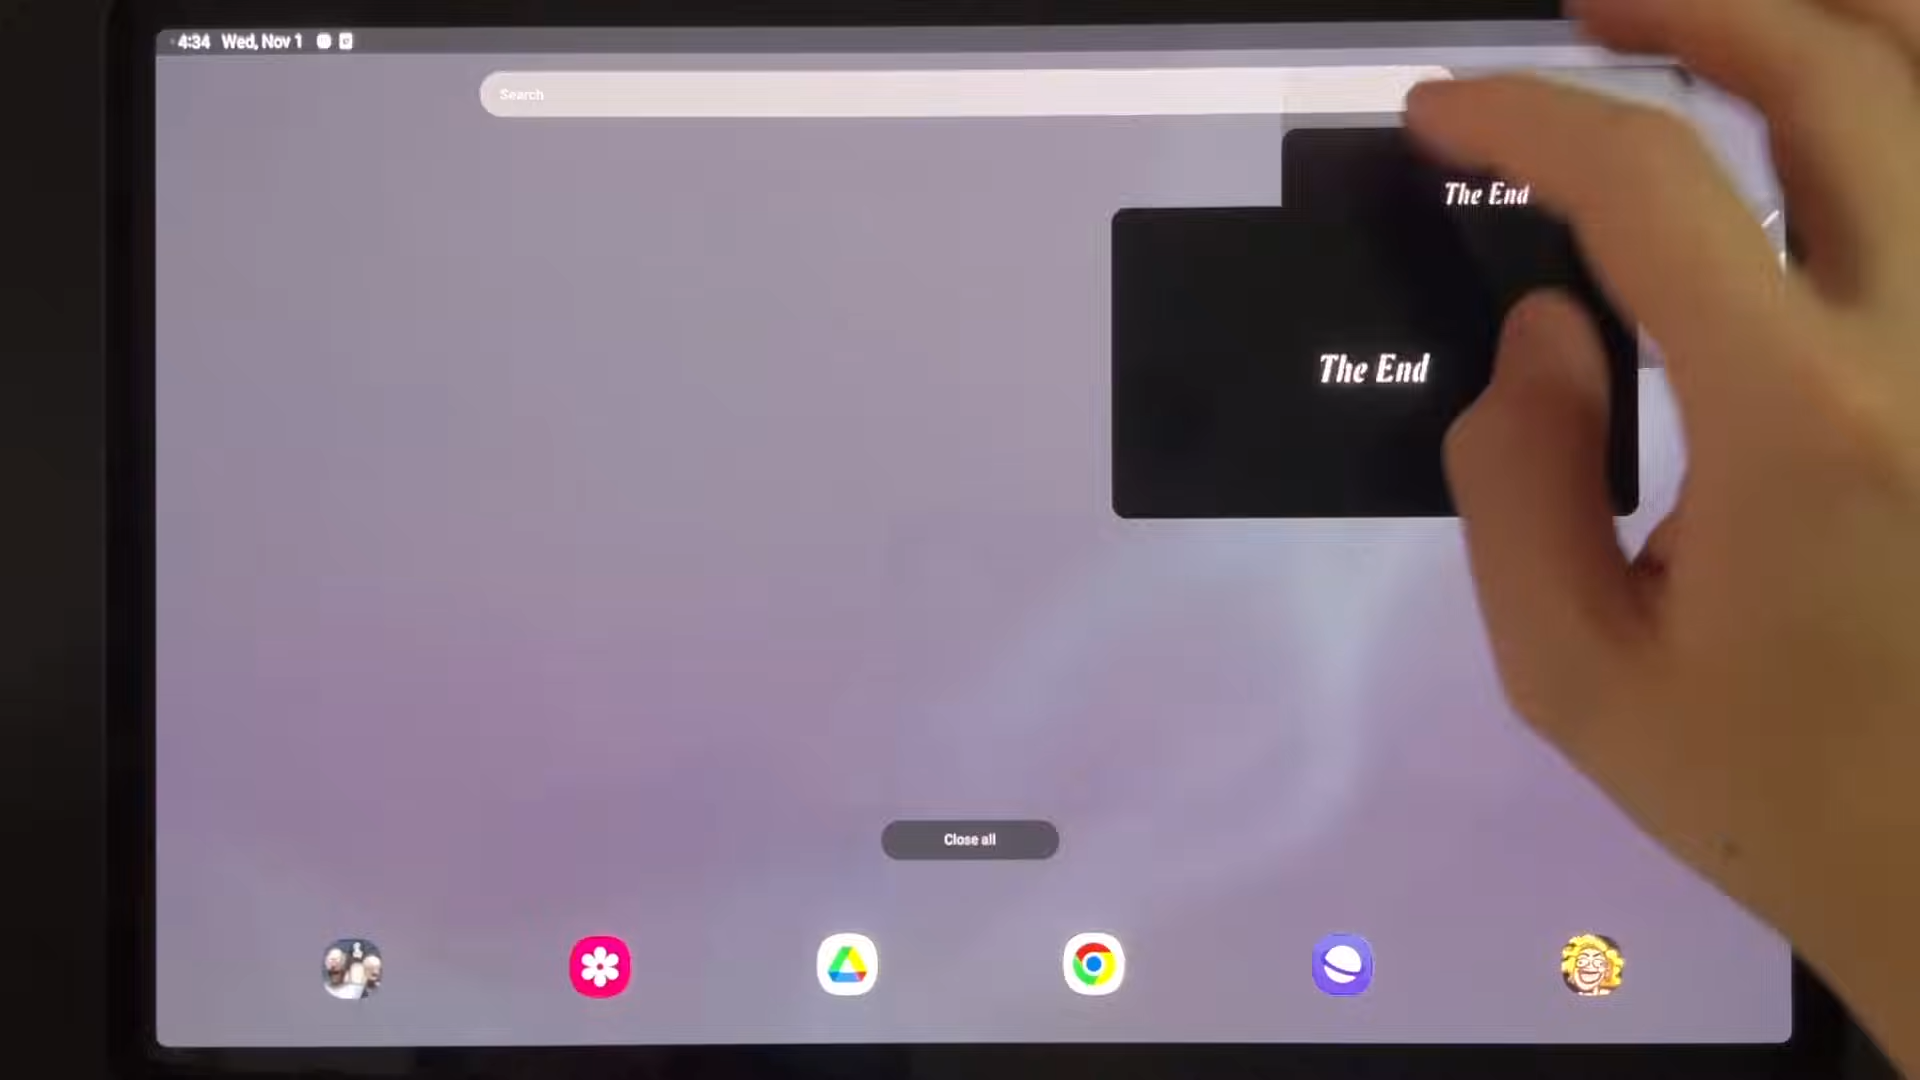 4:34 Wed, Nov 1
Search
The End
The End
Close all